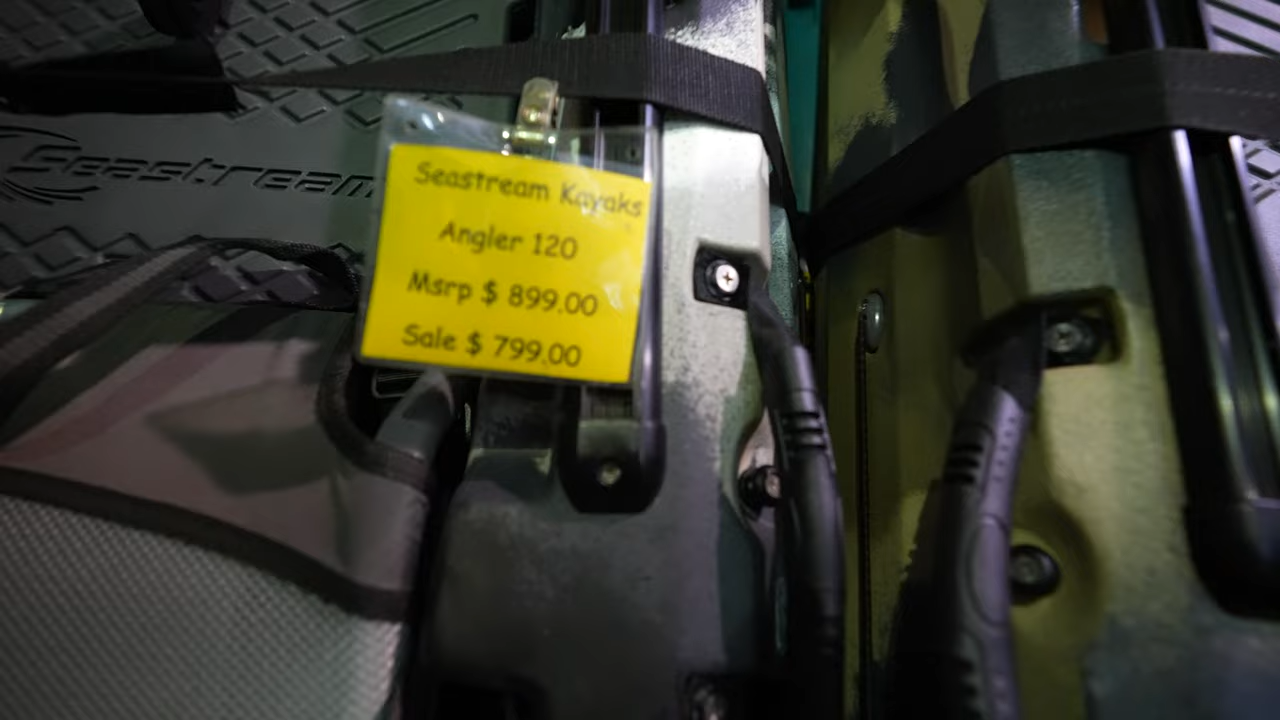 Seastream
Seastream Kayaks
Angler 120
Msrp $ 899.00
Sale $ 799.00